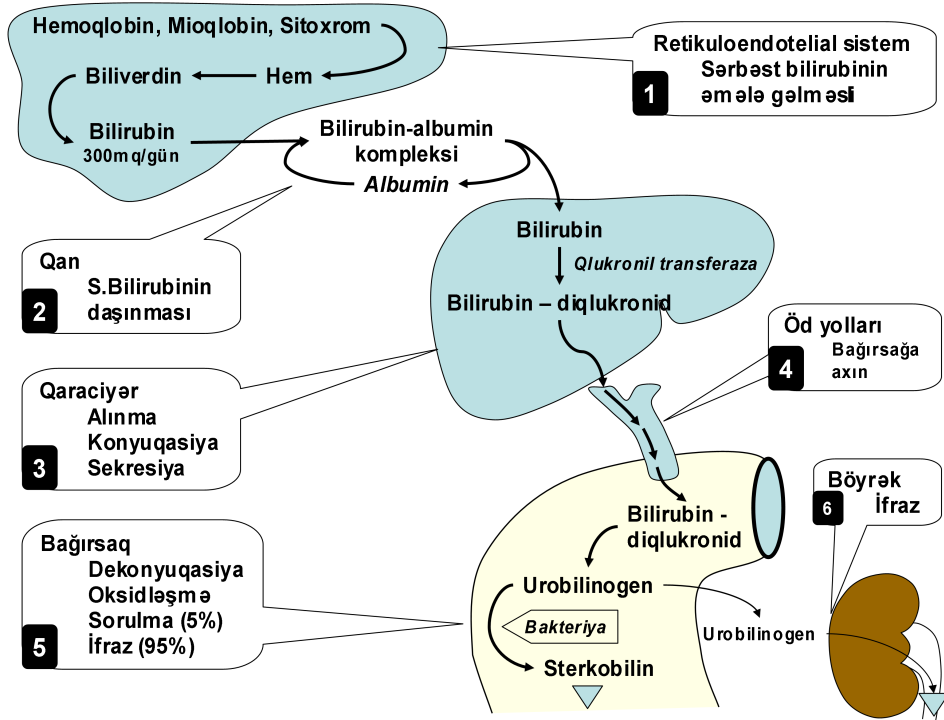 Hemoqlobin, Mioqlobin, Sitoxrom
Biliverdin
Hem
Bilirubin
300mq/gün
Bilirubin-albumin
kompleksi
Albumin
Retikuloendotelial sistem
Sərbəst bilirubinin
əmələ gəlməsi
1
Qan
S.Bilirubinin
daşınması
2
Bilirubin
Qlukronil transferaza
Bilirubin – diqlukronid
Qaraciyər
Alınma
Konyuqasiya
Sekresiya
3
Öd yolları
Bağırsağa
axın
4
Bağırsaq
Dekonyuqasiya
Oksidləşmə
Sorulma (5%)
İfraz (95%)
5
Bilirubin -
diqlukronid
Urobilinogen
Bakteriya
Sterkobilin
Urobilinogen
Böyrək
İfraz
6